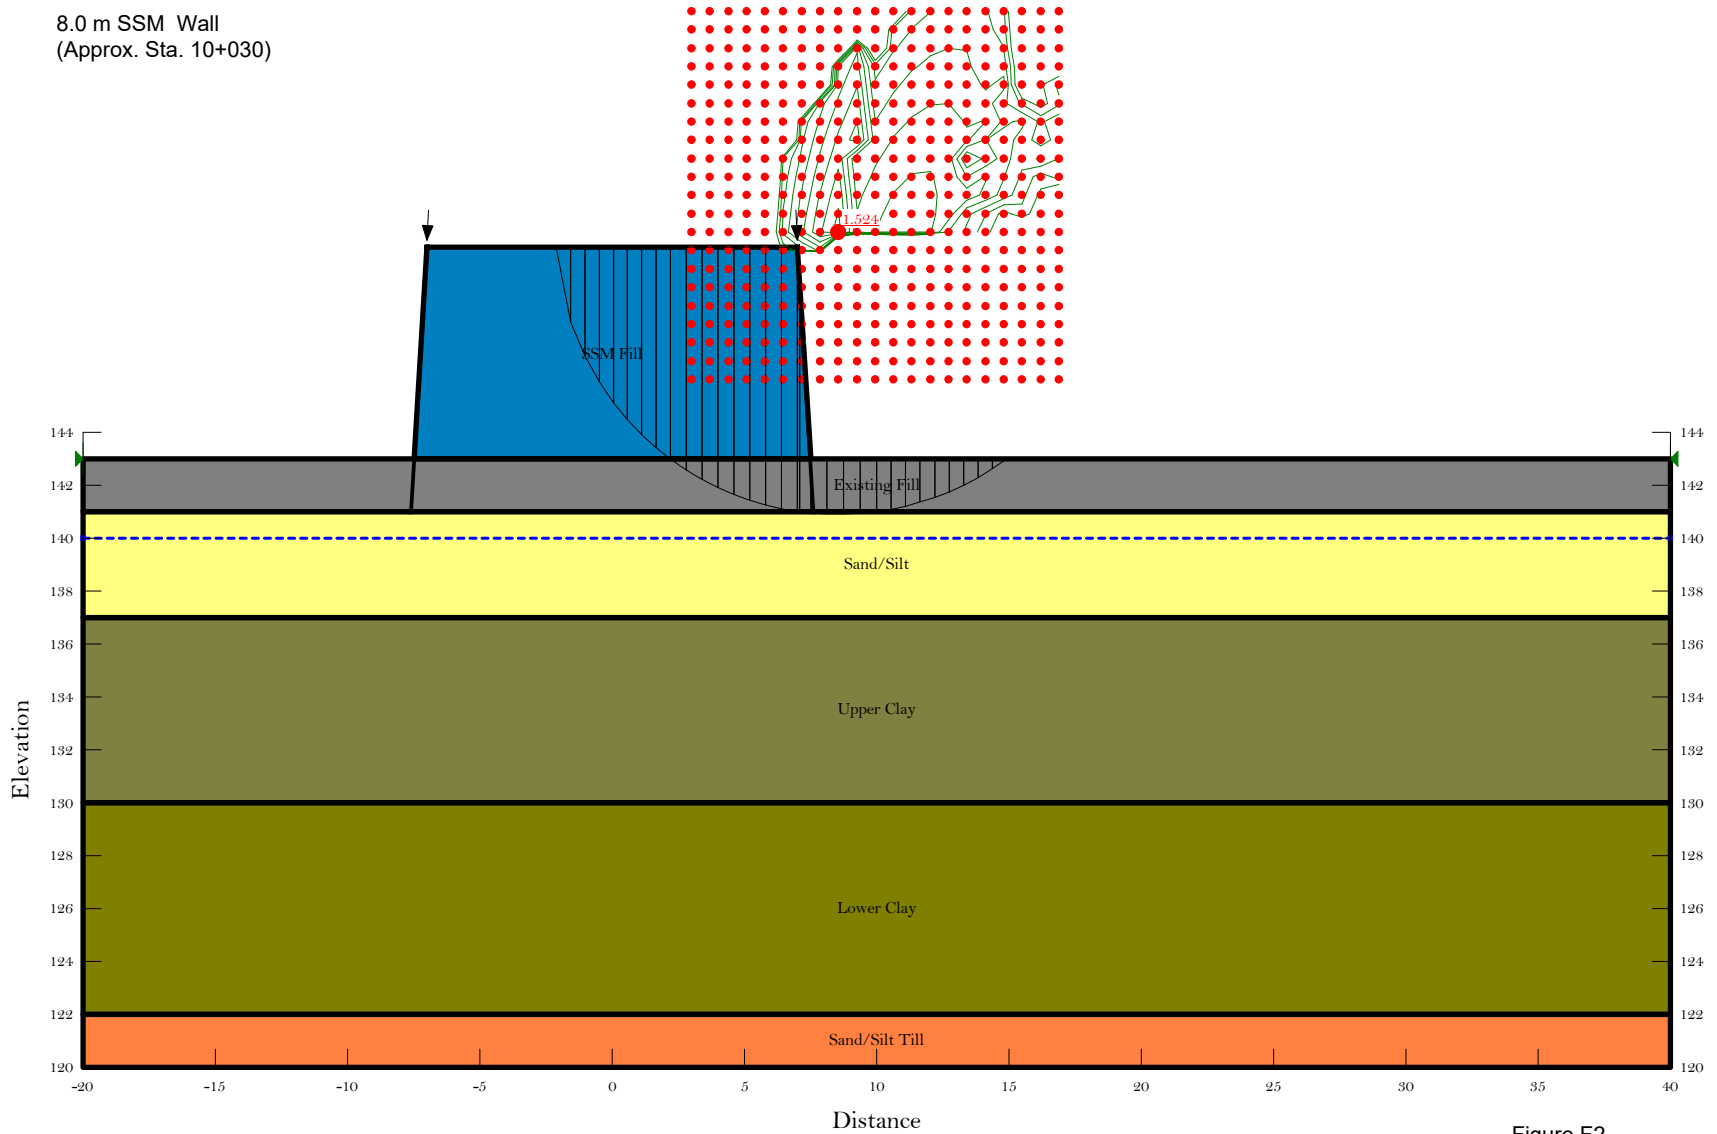 8.0 m SSM Wall
(Approx. Sta. 10+030)
1.524
SSM Fill
144 144
142 Existing Fill 142
140 140
Sand/Silt
138 138
136 136
134 Upper Clay 134
132 132
130 130
128 128
126 Lower Clay 126
124 124
122 122
Sand/Silt Till
120 120
-20 -15 -10 -5 0 5 10 15 20 25 30 35 40
Elevation
Distance